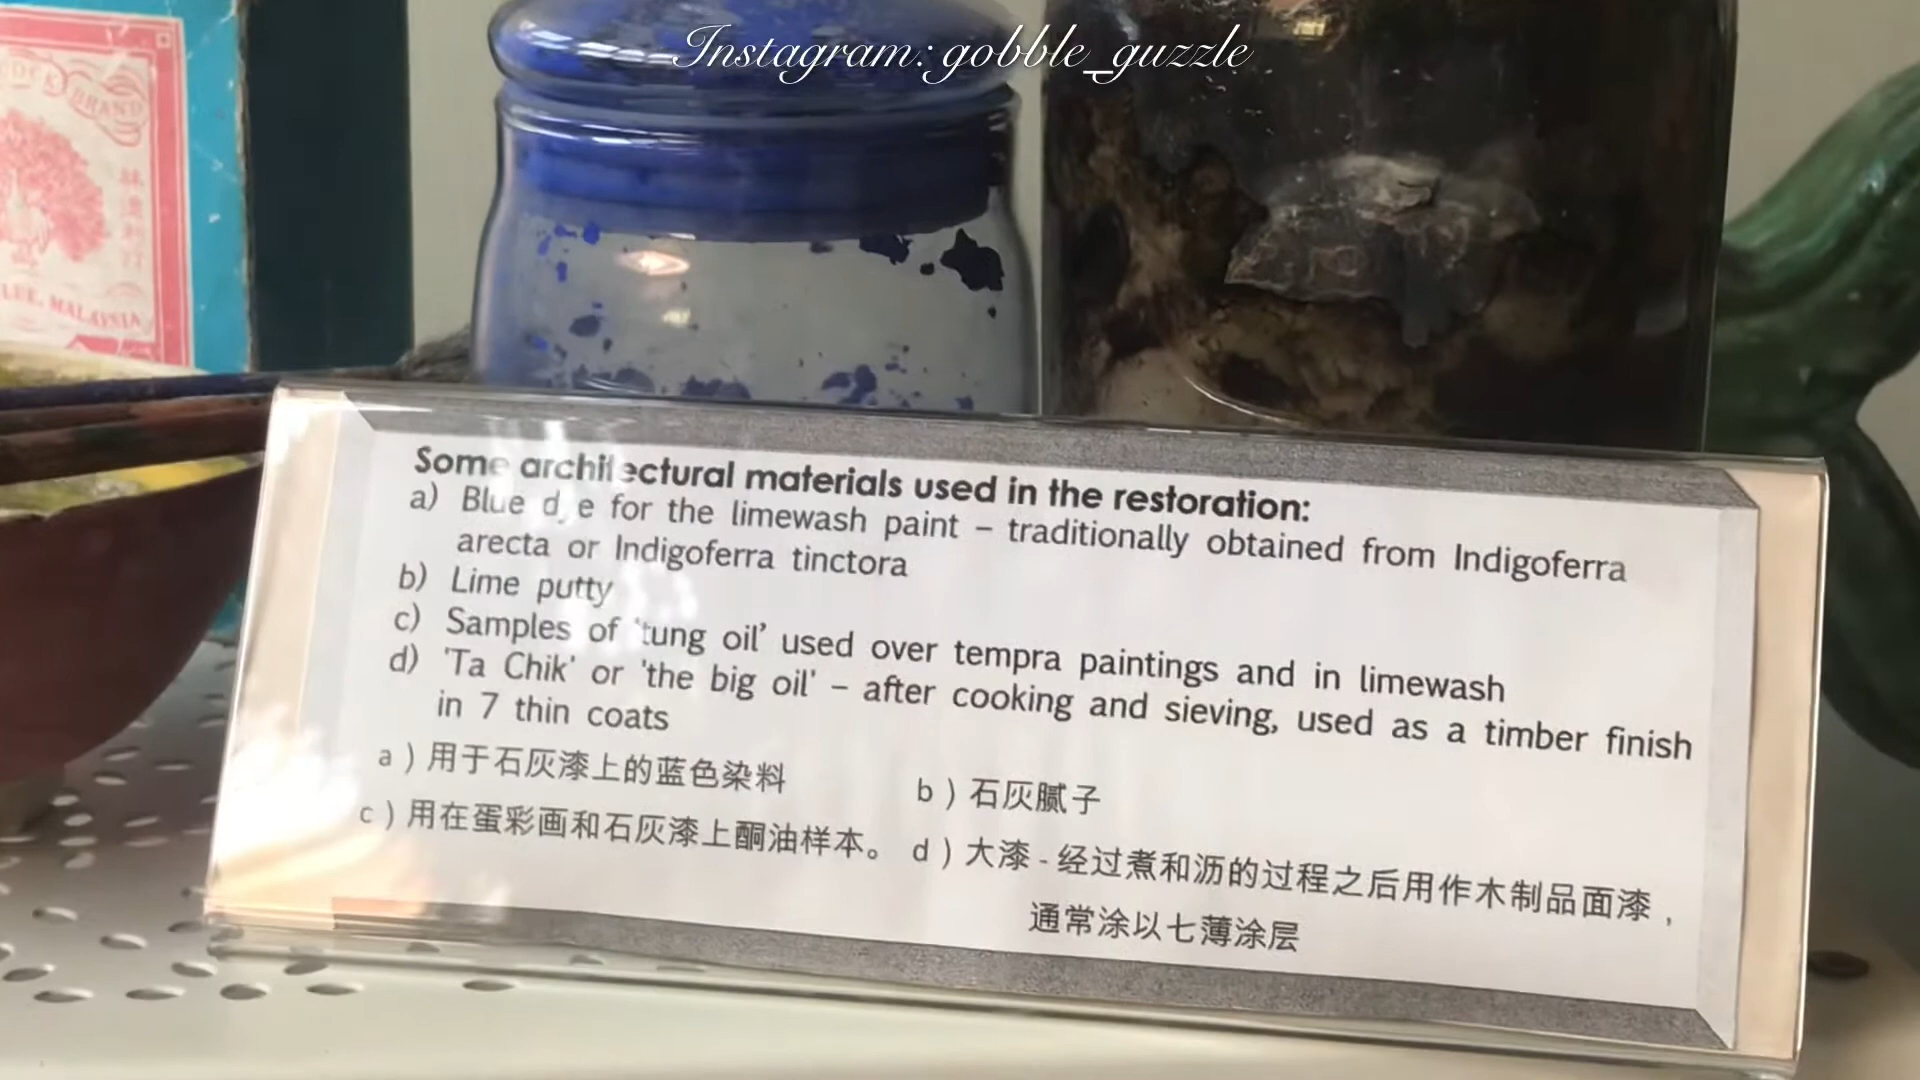 Instagram: gobble_guzzle
BRAND
LEE, MALAYSIA
Some architectural materials used in the restoration:
a) Blue dye for the limewash paint – traditionally obtained from Indigoferra
arecta or Indigoferra tinctora
b) Lime putty
c) Samples of 'tung oil' used over tempra paintings and in limewash
d) 'Ta Chik' or 'the big oil' – after cooking and sieving, used as a timber finish
in 7 thin coats
a ) 用于石灰漆上的蓝色染料
b ) 石灰腻子
c ) 用在蛋彩画和石灰漆上酮油样本。
d ) 大漆 - 经过煮和沥的过程之后用作木制品面漆，
通常涂以七薄涂层